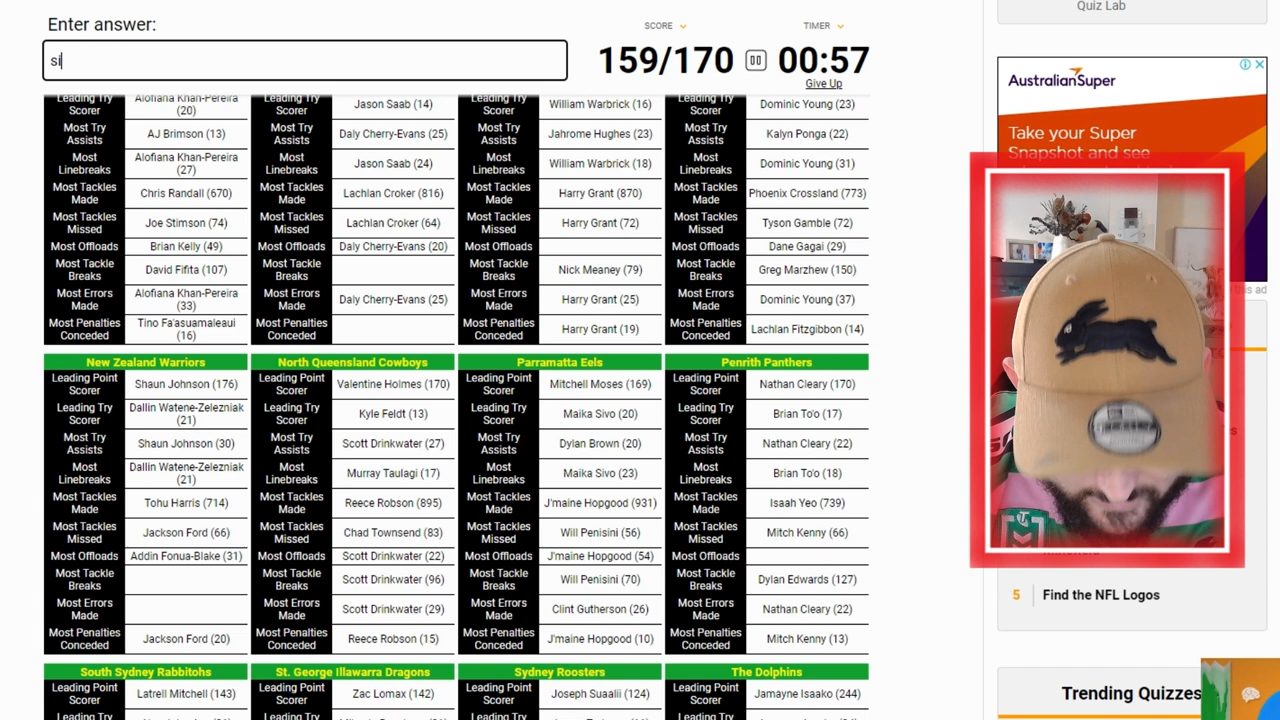 Quiz Lab
Enter answer:
SCORE
TIMER
si
159/170
00:57
Give Up
AustralianSuper
Take your Super
Snapshot and see
this ad
Leading Try Scorer Alofiana Khan-Pereira (20) Jason Saab (14) William Warbrick (16) Leading Try Scorer Dominic Young (23)
Most Try Assists AJ Brimson (13) Most Try Assists Daly Cherry-Evans (25) Most Try Assists Jahrome Hughes (23) Most Try Assists Kalyn Ponga (22)
Most Linebreaks Alofiana Khan-Pereira (27) Most Linebreaks Jason Saab (24) Most Linebreaks William Warbrick (18) Most Linebreaks Dominic Young (31)
Most Tackles Made Chris Randall (670) Most Tackles Made Lachlan Croker (816) Most Tackles Made Harry Grant (870) Most Tackles Made Phoenix Crossland (773)
Most Tackles Missed Joe Stimson (74) Most Tackles Missed Lachlan Croker (64) Most Tackles Missed Harry Grant (72) Most Tackles Missed Tyson Gamble (72)
Most Offloads Brian Kelly (49) Most Offloads Daly Cherry-Evans (20) Most Offloads Most Offloads Dane Gagai (29)
Most Tackle Breaks David Fifita (107) Most Tackle Breaks Most Tackle Breaks Nick Meaney (79) Most Tackle Breaks Greg Marzhew (150)
Most Errors Made Alofiana Khan-Pereira (33) Most Errors Made Daly Cherry-Evans (25) Most Errors Made Harry Grant (25) Most Errors Made Dominic Young (37)
Most Penalties Conceded Tino Fa'asuamaleaui (16) Most Penalties Conceded Most Penalties Conceded Harry Grant (19) Most Penalties Conceded Lachlan Fitzgibbon (14)
New Zealand Warriors North Queensland Cowboys Parramatta Eels Penrith Panthers
Leading Point Scorer Shaun Johnson (176) Leading Point Scorer Valentine Holmes (170) Leading Point Scorer Mitchell Moses (169) Leading Point Scorer Nathan Cleary (170)
Leading Try Scorer Dallin Watene-Zelezniak (21) Leading Try Scorer Kyle Feldt (13) Leading Try Scorer Maika Sivo (20) Leading Try Scorer Brian To'o (17)
Most Try Assists Shaun Johnson (30) Most Try Assists Scott Drinkwater (27) Most Try Assists Dylan Brown (20) Most Try Assists Nathan Cleary (22)
Most Linebreaks Dallin Watene-Zelezniak (21) Most Linebreaks Murray Taulagi (17) Most Linebreaks Maika Sivo (23) Most Linebreaks Brian To'o (18)
Most Tackles Made Tohu Harris (714) Most Tackles Made Reece Robson (895) Most Tackles Made J'maine Hopgood (931) Most Tackles Made Isaah Yeo (739)
Most Tackles Missed Jackson Ford (66) Most Tackles Missed Chad Townsend (83) Most Tackles Missed Will Penisini (56) Most Tackles Missed Mitch Kenny (66)
Most Offloads Addin Fonua-Blake (31) Most Offloads Scott Drinkwater (22) Most Offloads J'maine Hopgood (54) Most Offloads
Most Tackle Breaks Most Tackle Breaks Scott Drinkwater (96) Most Tackle Breaks Will Penisini (70) Most Tackle Breaks Dylan Edwards (127)
Most Errors Made Most Errors Made Scott Drinkwater (29) Most Errors Made Clint Gutherson (26) Most Errors Made Nathan Cleary (22)
Most Penalties Conceded Jackson Ford (20) Most Penalties Conceded Reece Robson (15) Most Penalties Conceded J'maine Hopgood (10) Most Penalties Conceded Mitch Kenny (13)
South Sydney Rabbitohs St. George Illawarra Dragons Sydney Roosters The Dolphins
Leading Point Scorer Latrell Mitchell (143) Leading Point Scorer Zac Lomax (142) Leading Point Scorer Joseph Suaalii (124) Leading Point Scorer Jamayne Isaako (244)
5 Find the NFL Logos
Trending Quizzes